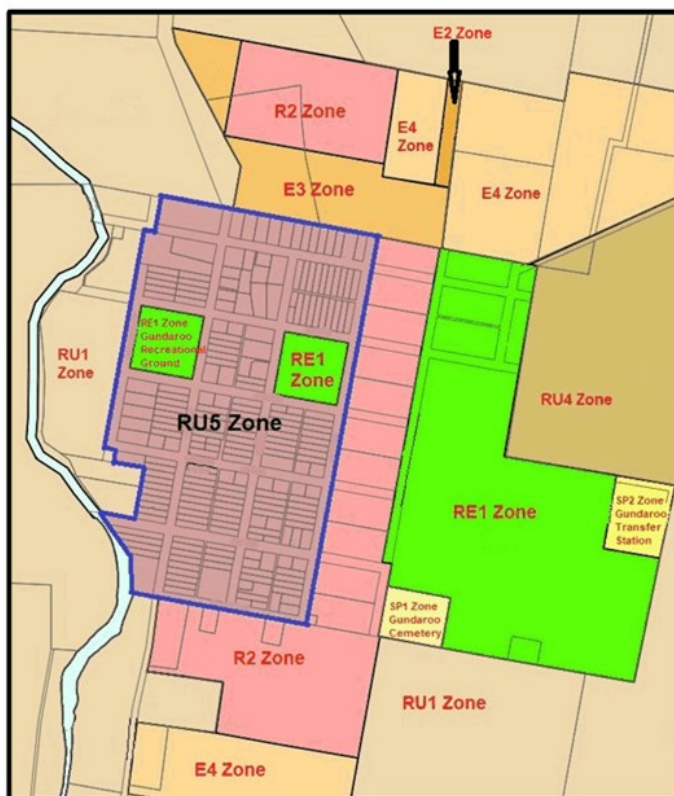 E2 Zone
R2 Zone
E4
Zone
E3 Zone
E4 Zone
RE1 Zone
Gundaroo
Recreational
Ground
RE1
Zone
RU1
Zone
RU4 Zone
RU5 Zone
RE1 Zone
SP2 Zone
Gundaroo
Transfer
Station
SP1 Zone
Gundaroo
Cemetery
R2 Zone
RU1 Zone
E4 Zone